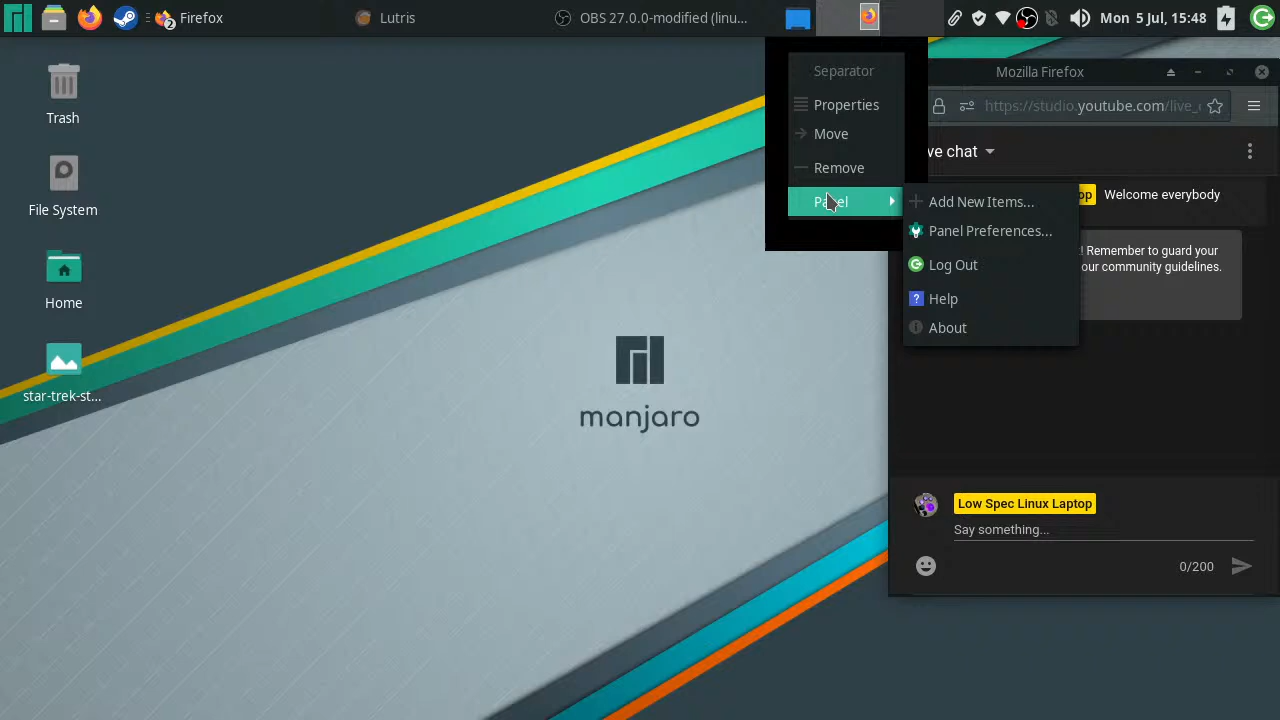 Firefox
Lutris
OBS 27.0.0-modified (linu...
Mon 5 Jul, 15:48
2
Trash
File System
Home
star-trek-st...
manjaro
Separator
Properties
Move
Remove
Panel
Add New Items...
Panel Preferences...
Log Out
Help
About
Mozilla Firefox
https://studio.youtube.com/live_c
ve chat
op Welcome everybody
! Remember to guard your
our community guidelines.
Low Spec Linux Laptop
Say something...
0/200